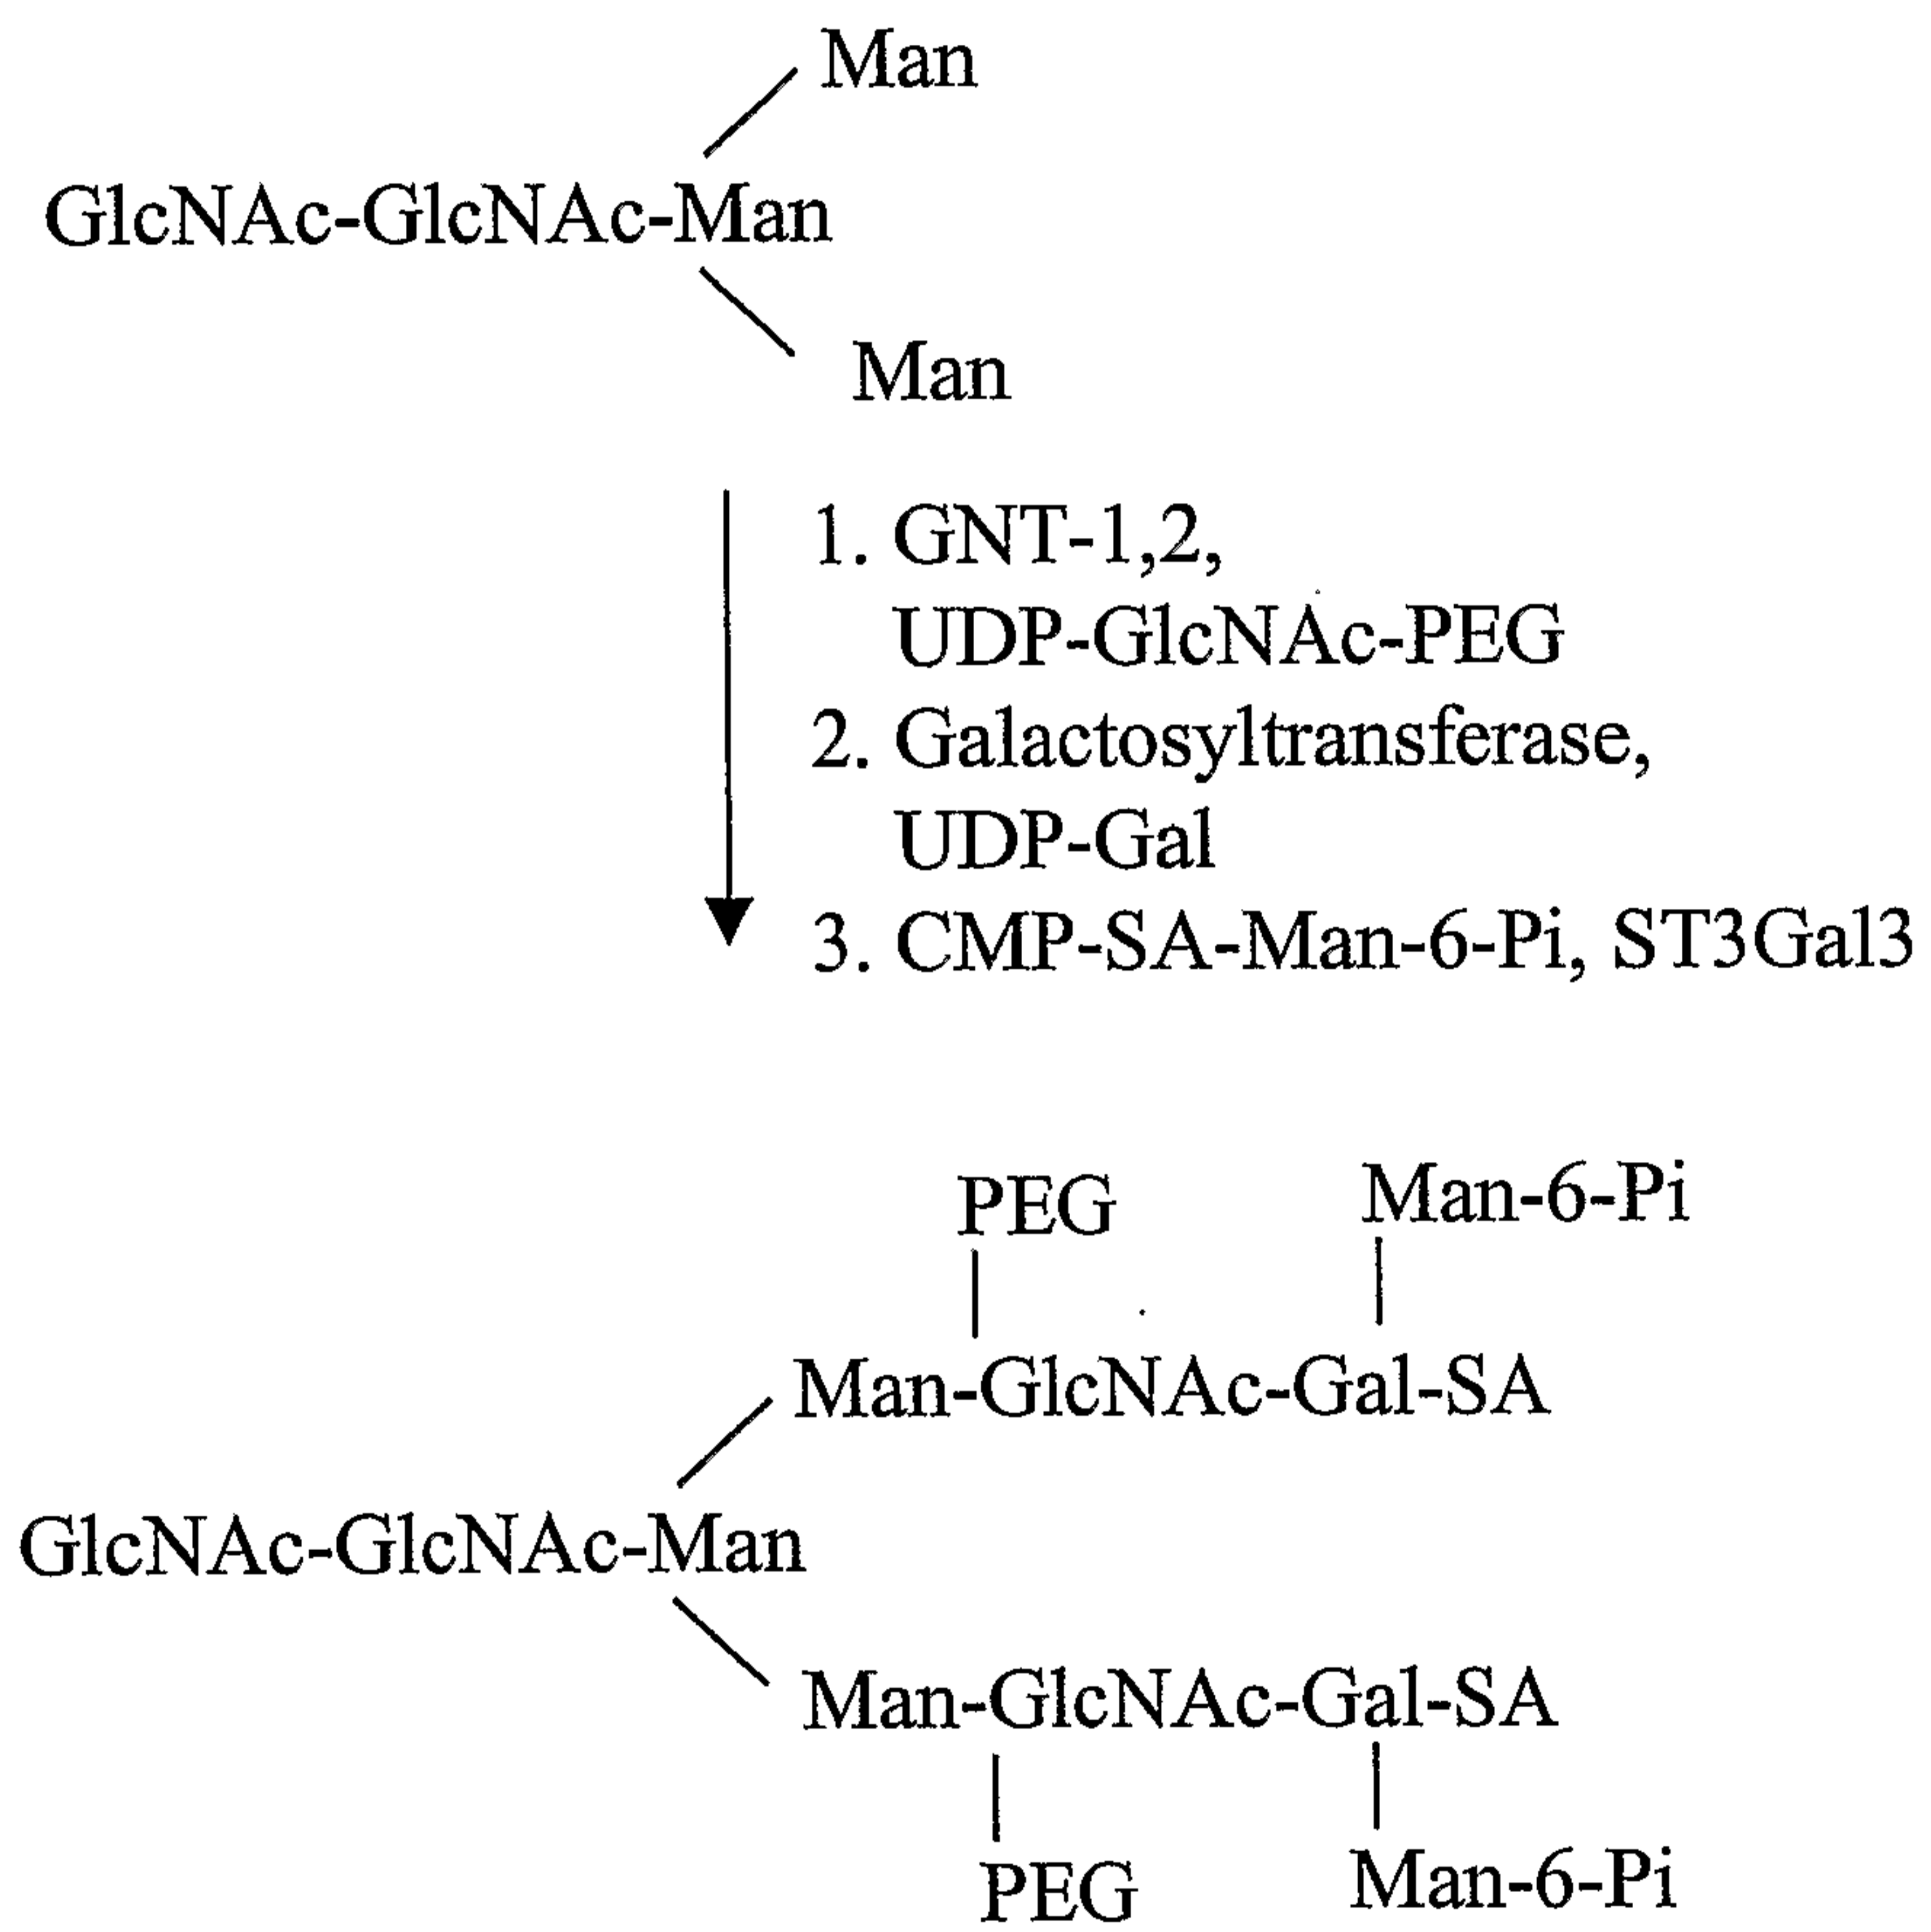 Man
GlcNAc-GlcNAc-Man
Man
1. GNT-1,2,
UDP-GlcNAc-PEG
2. Galactosyltransferase,
UDP-Gal
3. CMP-SA-Man-6-Pi, ST3Gal3
PEG Man-6-Pi
Man-GlcNAc-Gal-SA
GlcNAc-GlcNAc-Man
Man-GlcNAc-Gal-SA
PEG Man-6-Pi